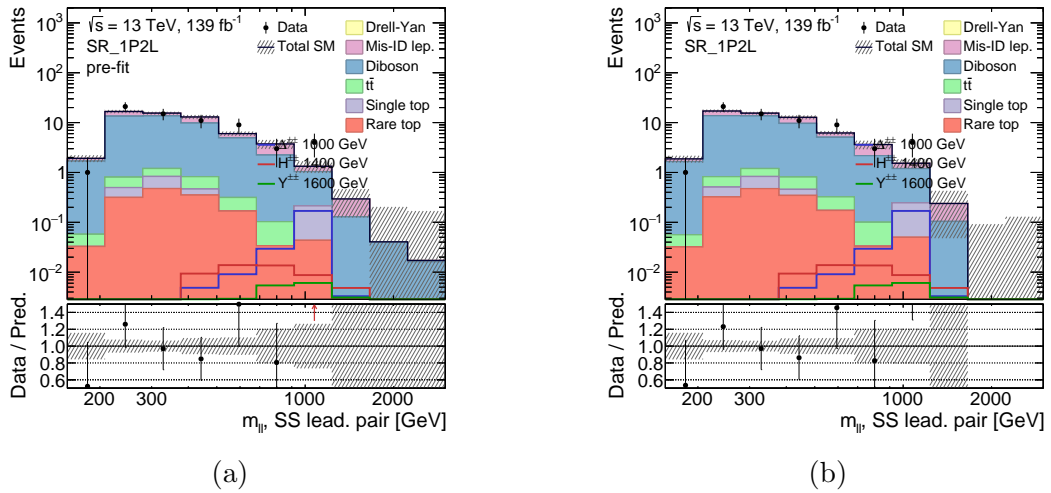 Events
10³
10²
10
1
10⁻¹
10⁻²
√s = 13 TeV, 139 fb⁻¹
SR_1P2L
pre-fit
Data
Total SM
Drell-Yan
Mis-ID lep.
Diboson
tt̄
Single top
Rare top
Δ^±± 1000 GeV
H^±± 1400 GeV
Y^±± 1600 GeV
Data / Pred.
1.4
1.2
1.0
0.8
0.6
200 300 1000 2000
m_ll, SS lead. pair [GeV]
(a)
Events
10³
10²
10
1
10⁻¹
10⁻²
√s = 13 TeV, 139 fb⁻¹
SR_1P2L
Data
Total SM
Drell-Yan
Mis-ID lep.
Diboson
tt̄
Single top
Rare top
Δ^±± 1000 GeV
H^±± 1400 GeV
Y^±± 1600 GeV
Data / Pred.
1.4
1.2
1.0
0.8
0.6
200 300 1000 2000
m_ll, SS lead. pair [GeV]
(b)